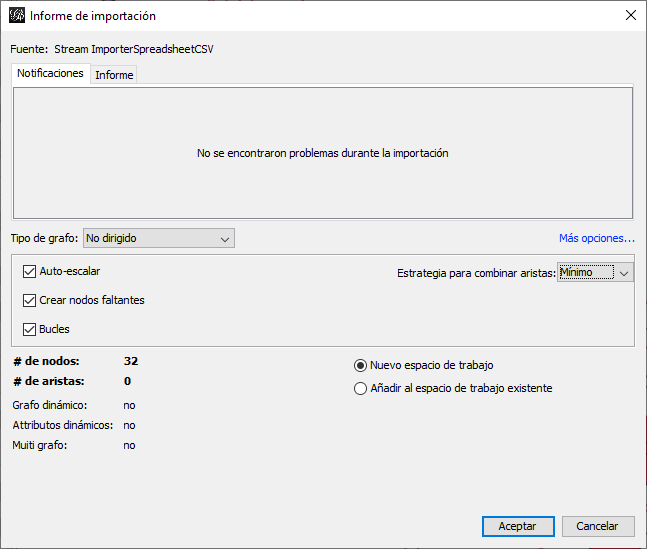 Informe de importación
Fuente: Stream ImporterSpreadsheetCSV
Notificaciones Informe
No se encontraron problemas durante la importación
Tipo de grafo: No dirigido Más opciones...
Auto-escalar Estrategia para combinar aristas: Mínimo
Crear nodos faltantes
Bucles
# de nodos: 32 Nuevo espacio de trabajo
# de aristas: 0 Añadir al espacio de trabajo existente
Grafo dinámico: no
Attributos dinámicos: no
Muiti grafo: no
Aceptar Cancelar